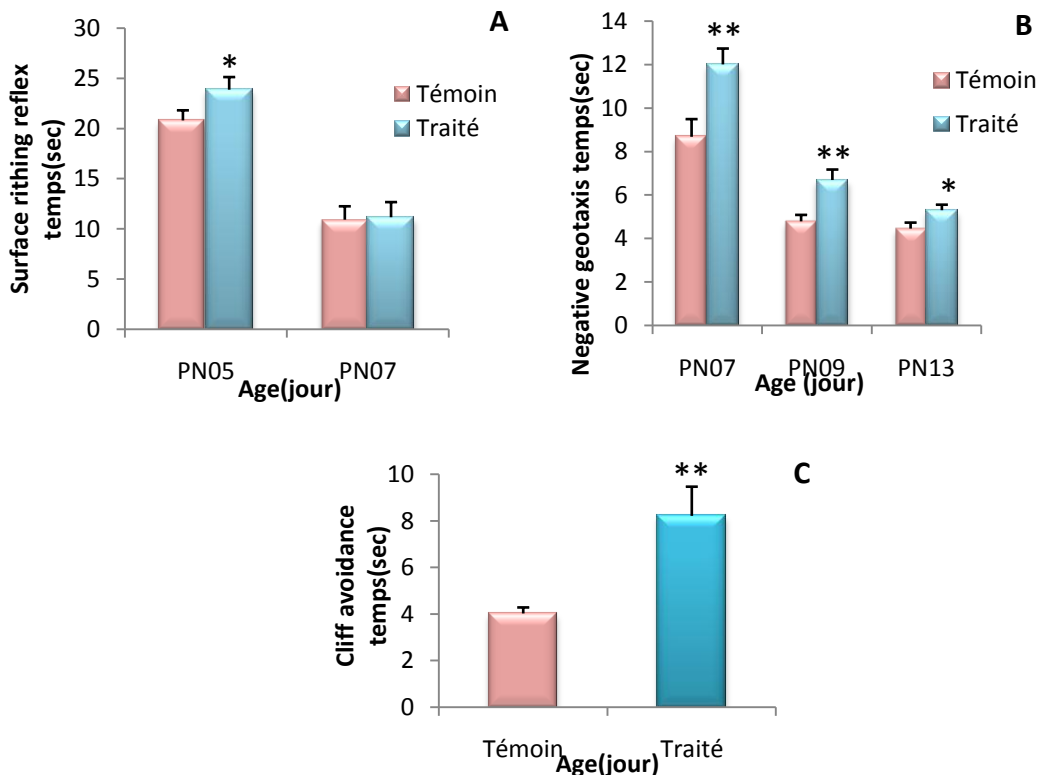 A
Surface rithing reflex
temps(sec)
30
25
20
15
10
5
0
*
Témoin
Traité
PN05
PN07
Age(jour)
B
Negative geotaxis temps(sec)
14
12
10
8
6
4
2
0
**
**
*
Témoin
Traité
PN07
PN09
PN13
Age (jour)
C
Cliff avoidance
temps(sec)
10
8
6
4
2
0
**
Témoin
Traité
Age(jour)